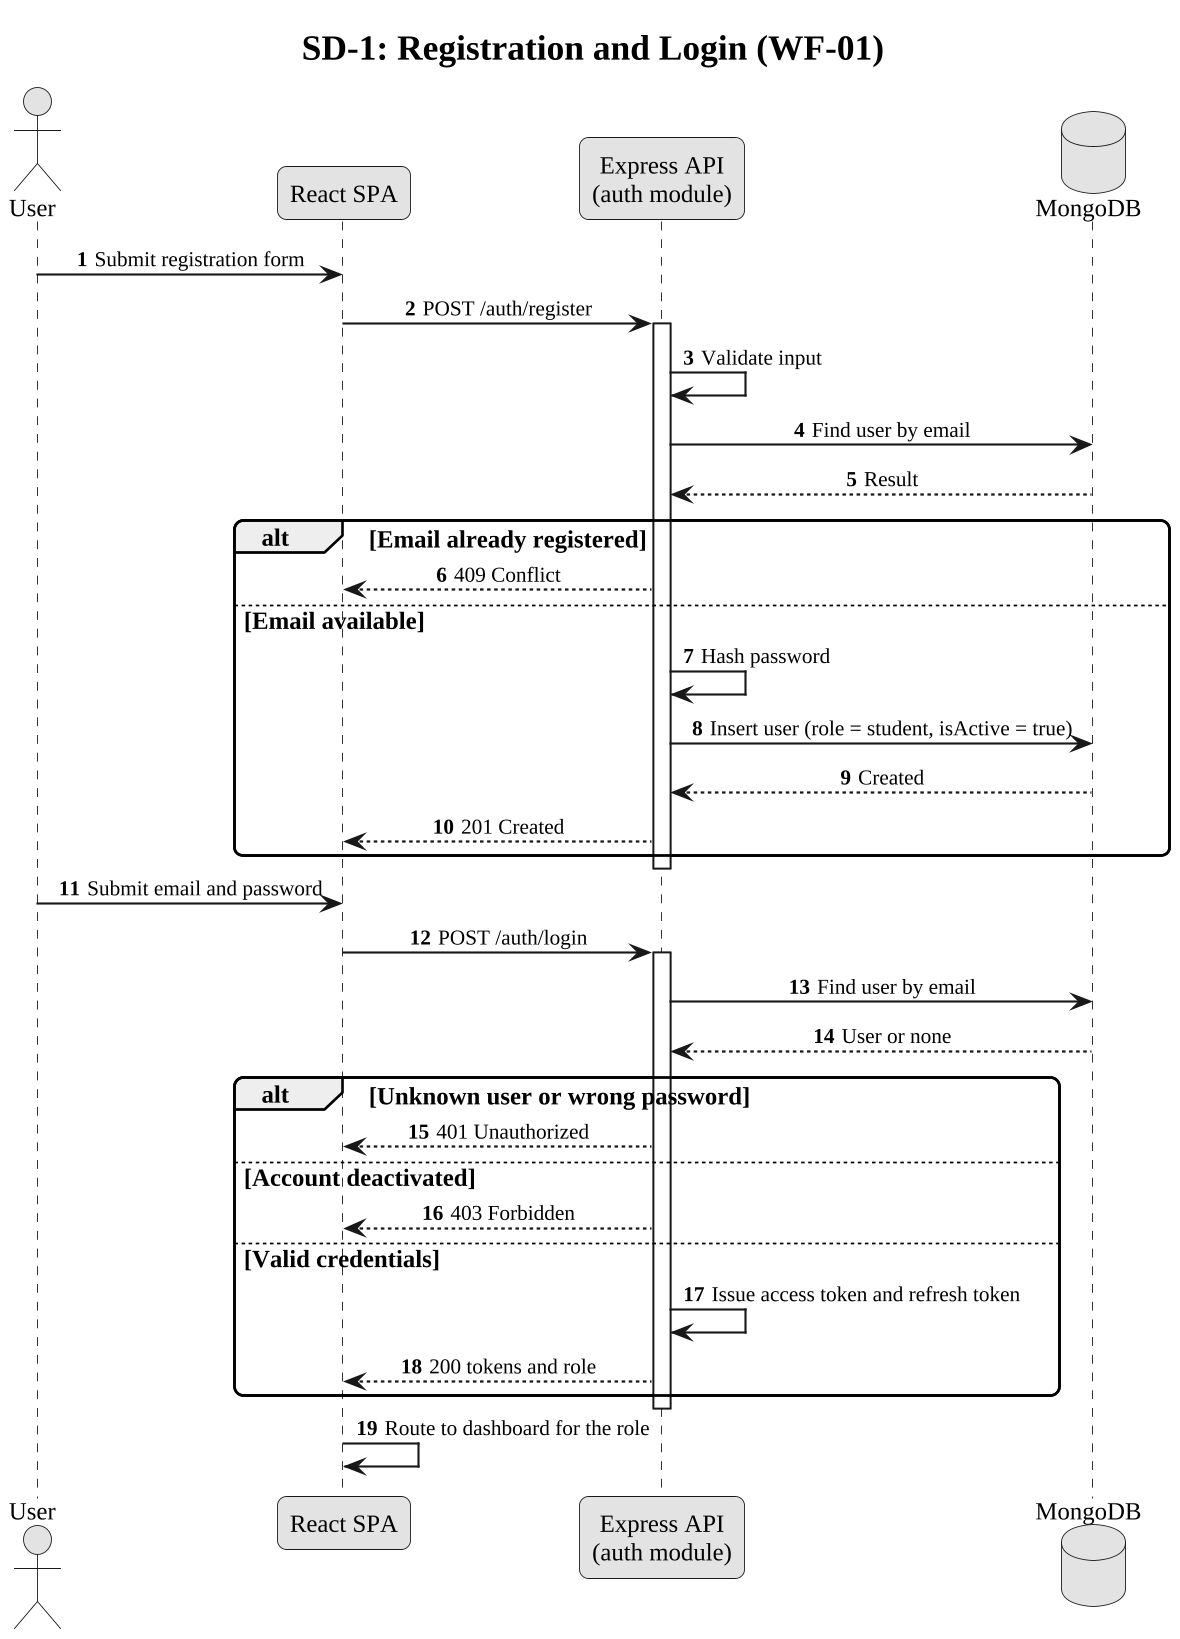 SD-1: Registration and Login (WF-01)
User
React SPA
Express API
(auth module)
MongoDB
1 Submit registration form
2 POST /auth/register
3 Validate input
4 Find user by email
5 Result
alt [Email already registered]
6 409 Conflict
[Email available]
7 Hash password
8 Insert user (role = student, isActive = true)
9 Created
10 201 Created
11 Submit email and password
12 POST /auth/login
13 Find user by email
14 User or none
alt [Unknown user or wrong password]
15 401 Unauthorized
[Account deactivated]
16 403 Forbidden
[Valid credentials]
17 Issue access token and refresh token
18 200 tokens and role
19 Route to dashboard for the role
User
React SPA
Express API
(auth module)
MongoDB